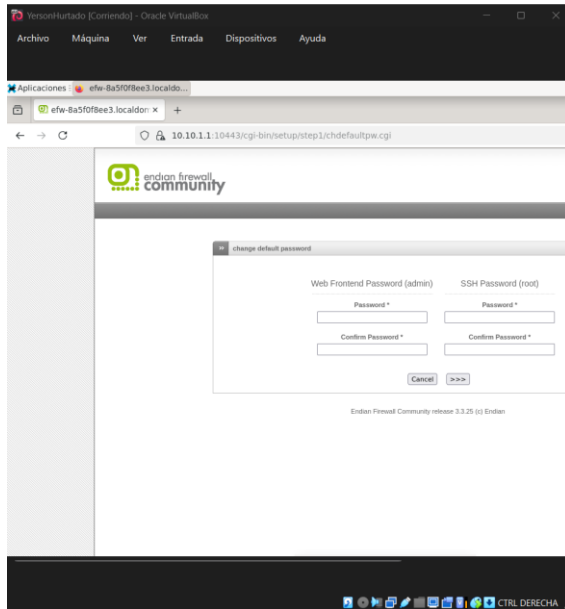 YersonHurtado [Corriendo] - Oracle VirtualBox
Archivo Máquina Ver Entrada Dispositivos Ayuda
Aplicaciones efw-8a5f0f8ee3.localdo...
efw-8a5f0f8ee3.localdom × +
10.10.1.1:10443/cgi-bin/setup/step1/chdefaultpw.cgi
endian firewall
community
>> change default password
Web Frontend Password (admin) SSH Password (root)
Password * Password *
Confirm Password * Confirm Password *
Cancel >>>
Endian Firewall Community release 3.3.25 (c) Endian
CTRL DERECHA